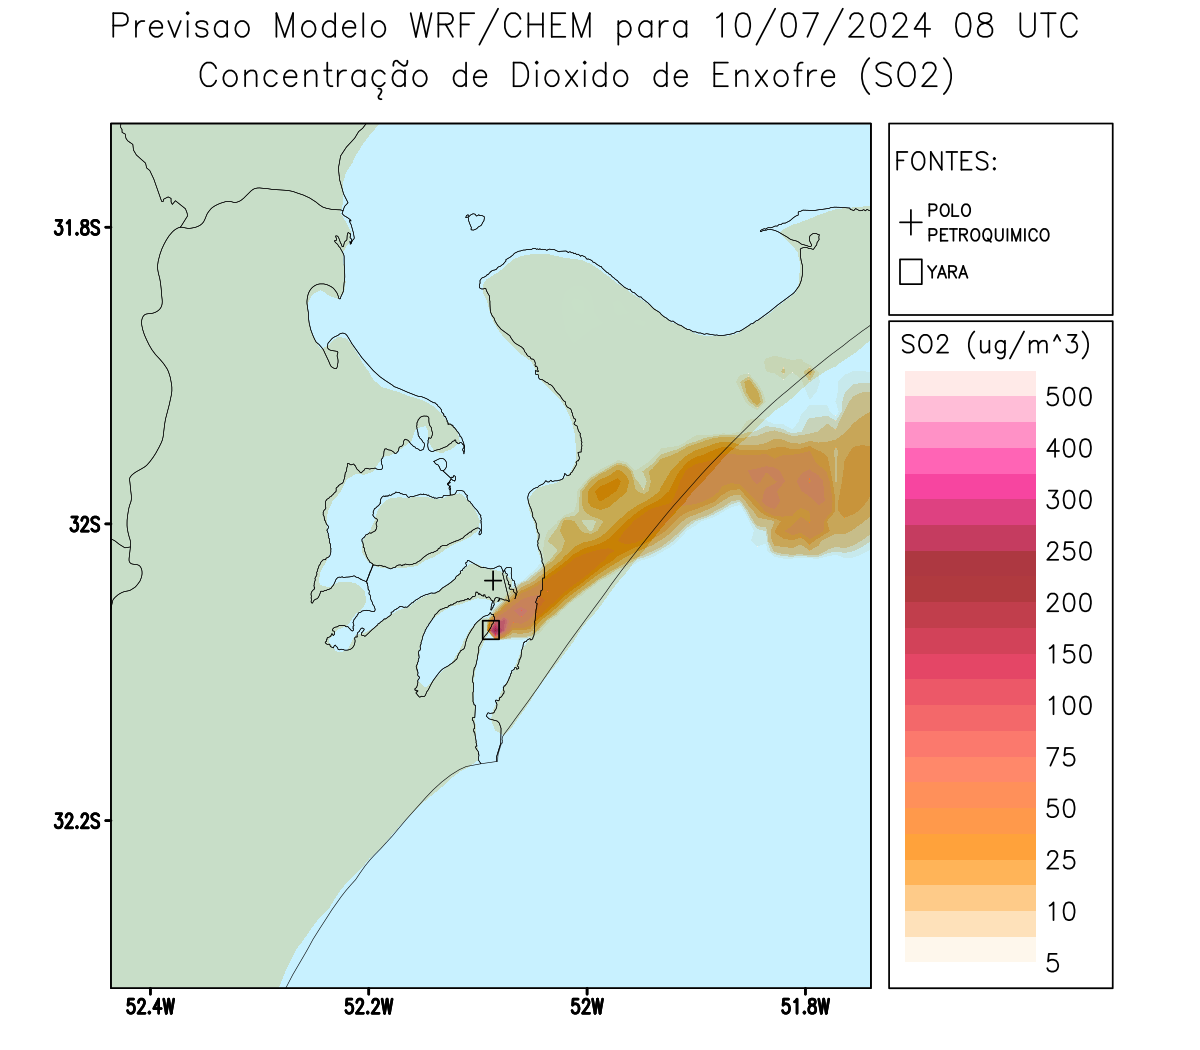 Previsao Modelo WRF/CHEM para 10/07/2024 08 UTC
Concentração de Dioxido de Enxofre (SO2)
FONTES:
POLO
PETROQUIMICO
YARA
31.8S
32S
32.2S
52.4W
52.2W
52W
51.8W
SO2 (ug/m^3)
500
400
300
250
200
150
100
75
50
25
10
5